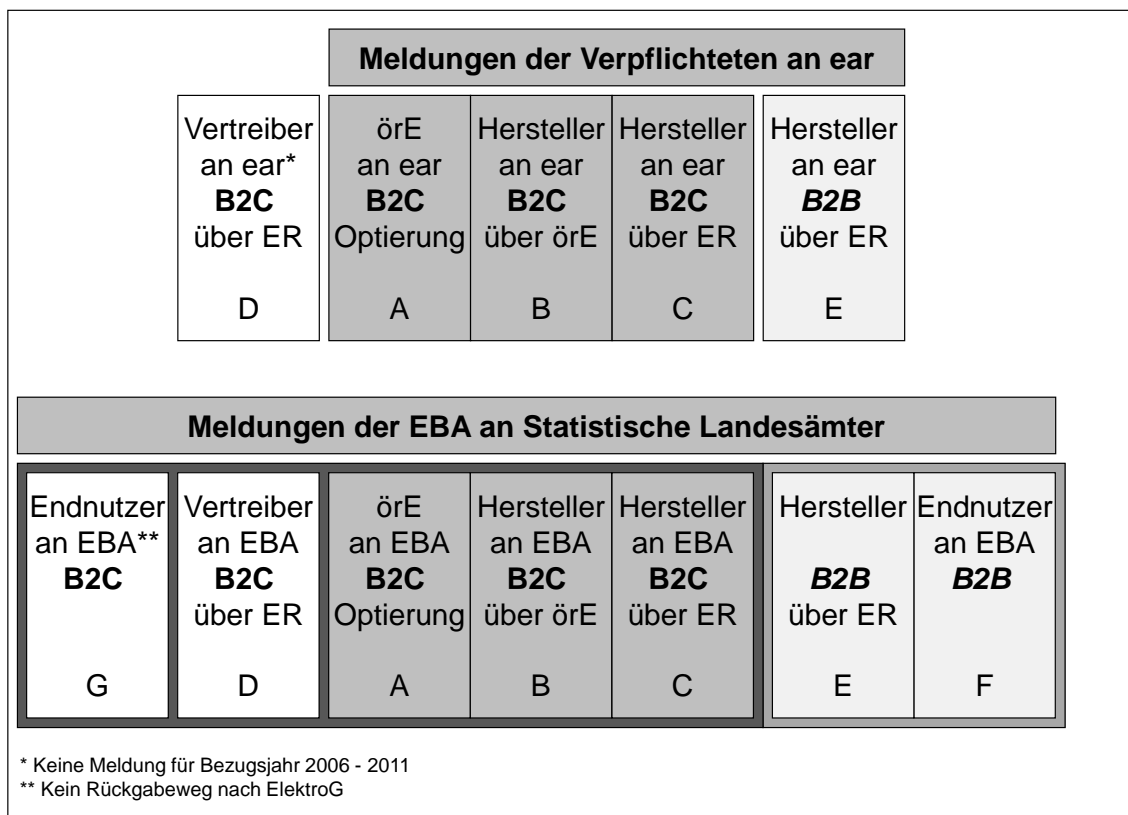 Meldungen der Verpflichteten an ear
Vertreiber
an ear*
B2C
über ER
D
örE
an ear
B2C
Optierung
A
Hersteller
an ear
B2C
über örE
B
Hersteller
an ear
B2C
über ER
C
Hersteller
an ear
B2B
über ER
E
Meldungen der EBA an Statistische Landesämter
Endnutzer
an EBA**
B2C
G
Vertreiber
an EBA
B2C
über ER
D
örE
an EBA
B2C
Optierung
A
Hersteller
an EBA
B2C
über örE
B
Hersteller
an EBA
B2C
über ER
C
Hersteller
B2B
über ER
E
Endnutzer
an EBA
B2B
F
* Keine Meldung für Bezugsjahr 2006 - 2011
** Kein Rückgabeweg nach ElektroG